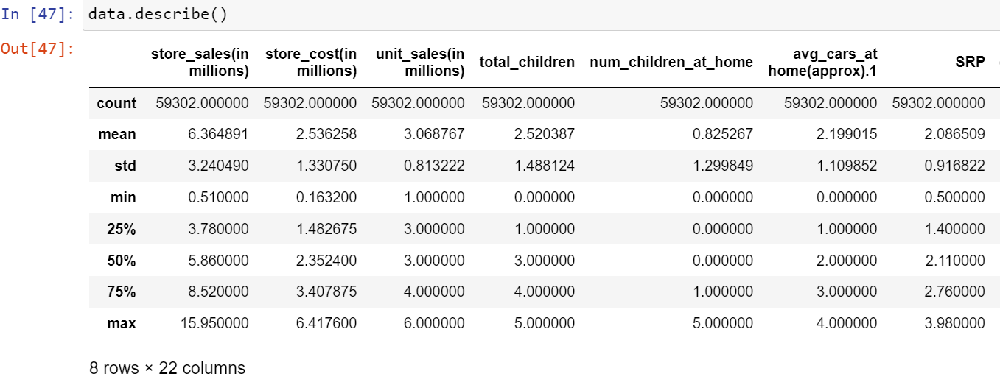 In [47]: data.describe()
Out[47]:
store_sales(in millions) store_cost(in millions) unit_sales(in millions) total_children num_children_at_home avg_cars_at home(approx).1 SRP
count 59302.000000 59302.000000 59302.000000 59302.000000 59302.000000 59302.000000 59302.000000
mean 6.364891 2.536258 3.068767 2.520387 0.825267 2.199015 2.086509
std 3.240490 1.330750 0.813222 1.488124 1.299849 1.109852 0.916822
min 0.510000 0.163200 1.000000 0.000000 0.000000 0.000000 0.500000
25% 3.780000 1.482675 3.000000 1.000000 0.000000 1.000000 1.400000
50% 5.860000 2.352400 3.000000 3.000000 0.000000 2.000000 2.110000
75% 8.520000 3.407875 4.000000 4.000000 1.000000 3.000000 2.760000
max 15.950000 6.417600 6.000000 5.000000 5.000000 4.000000 3.980000
8 rows × 22 columns